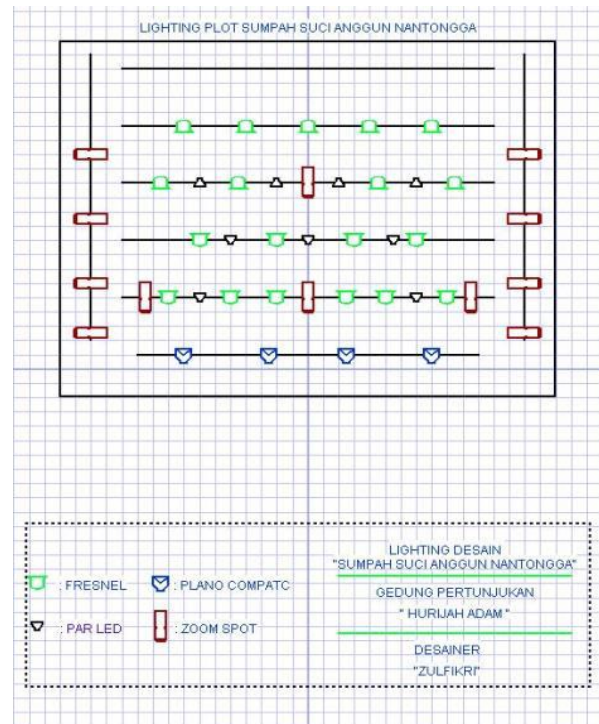 LIGHTING PLOT SUMPAH SUCI ANGGUN NANTONGGA
: FRESNEL
: PLANO COMPATC
: PAR LED
: ZOOM SPOT
LIGHTING DESAIN
"SUMPAH SUCI ANGGUN NANTONGGA"
GEDUNG PERTUNJUKAN
" HURIJAH ADAM "
DESAINER
"ZULFIKRI"